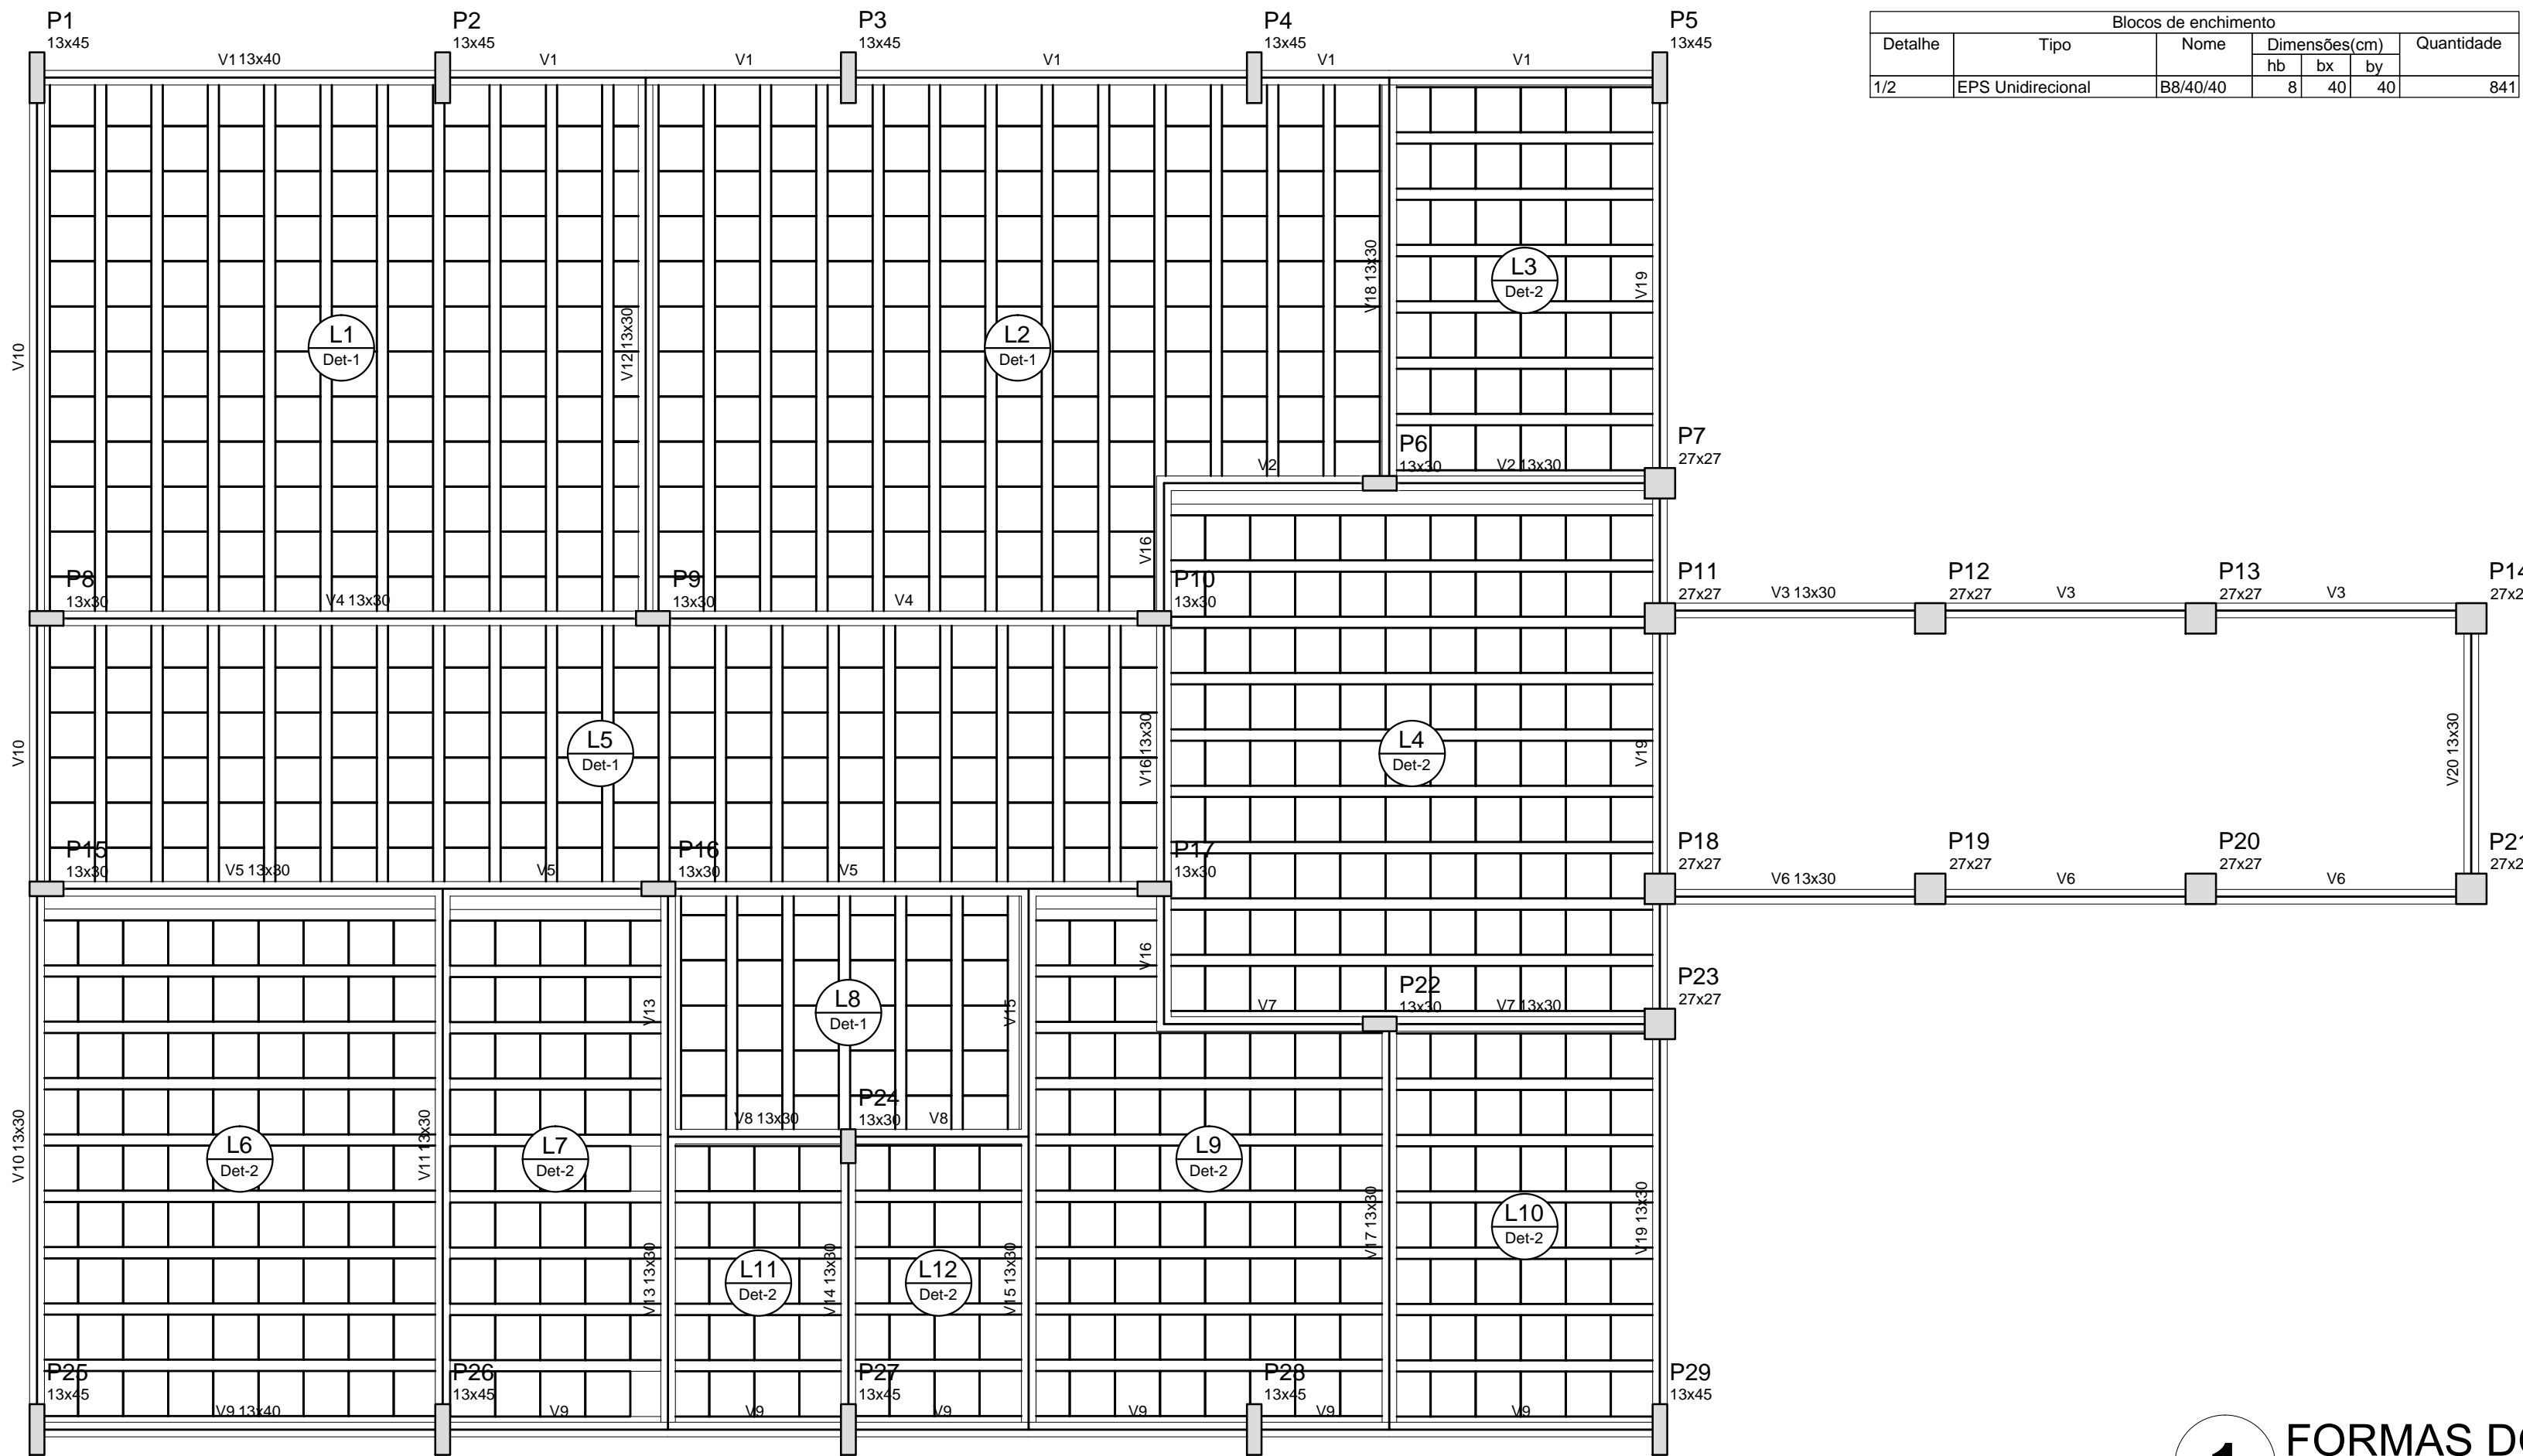 P1
13x45
P2
13x45
P3
13x45
P4
13x45
P5
13x45
V1 13x40
V1
V1
V1
V1
V1
Blocos de enchimento
Detalhe Tipo Nome Dimensões(cm) Quantidade
hb bx by
1/2 EPS Unidirecional B8/40/40 8 40 40 841
L1
Det-1
L2
Det-1
L3
Det-2
V10
V12 13x30
V18 13x30
V19
P6
13x30
P7
27x27
V2
V2 13x30
V16
P8
13x30
V4 13x30
P9
13x30
V4
P10
13x30
P11
27x27
V3 13x30
P12
27x27
V3
P13
27x27
V3
P14
V10
L5
Det-1
V16 13x30
L4
Det-2
V19
V20 13x30
P15
13x30
V5 13x30
V5
P16
13x30
V5
P17
13x30
P18
27x27
V6 13x30
P19
27x27
V6
P20
27x27
V6
P21
V13
L8
Det-1
V15
V16
V7
P22
13x30
V7 13x30
P23
27x27
V8 13x30
P24
13x30
V8
V10 13x30
L6
Det-2
V11 13x30
L7
Det-2
L9
Det-2
V17 13x30
L10
Det-2
V19 13x30
V13 13x30
L11
Det-2
V14 13x30
L12
Det-2
V15 13x30
P25
13x45
V9 13x40
P26
13x45
V9
V9
P27
13x45
V9
V9
P28
13x45
V9
V9
P29
13x45
1
FORMAS DO